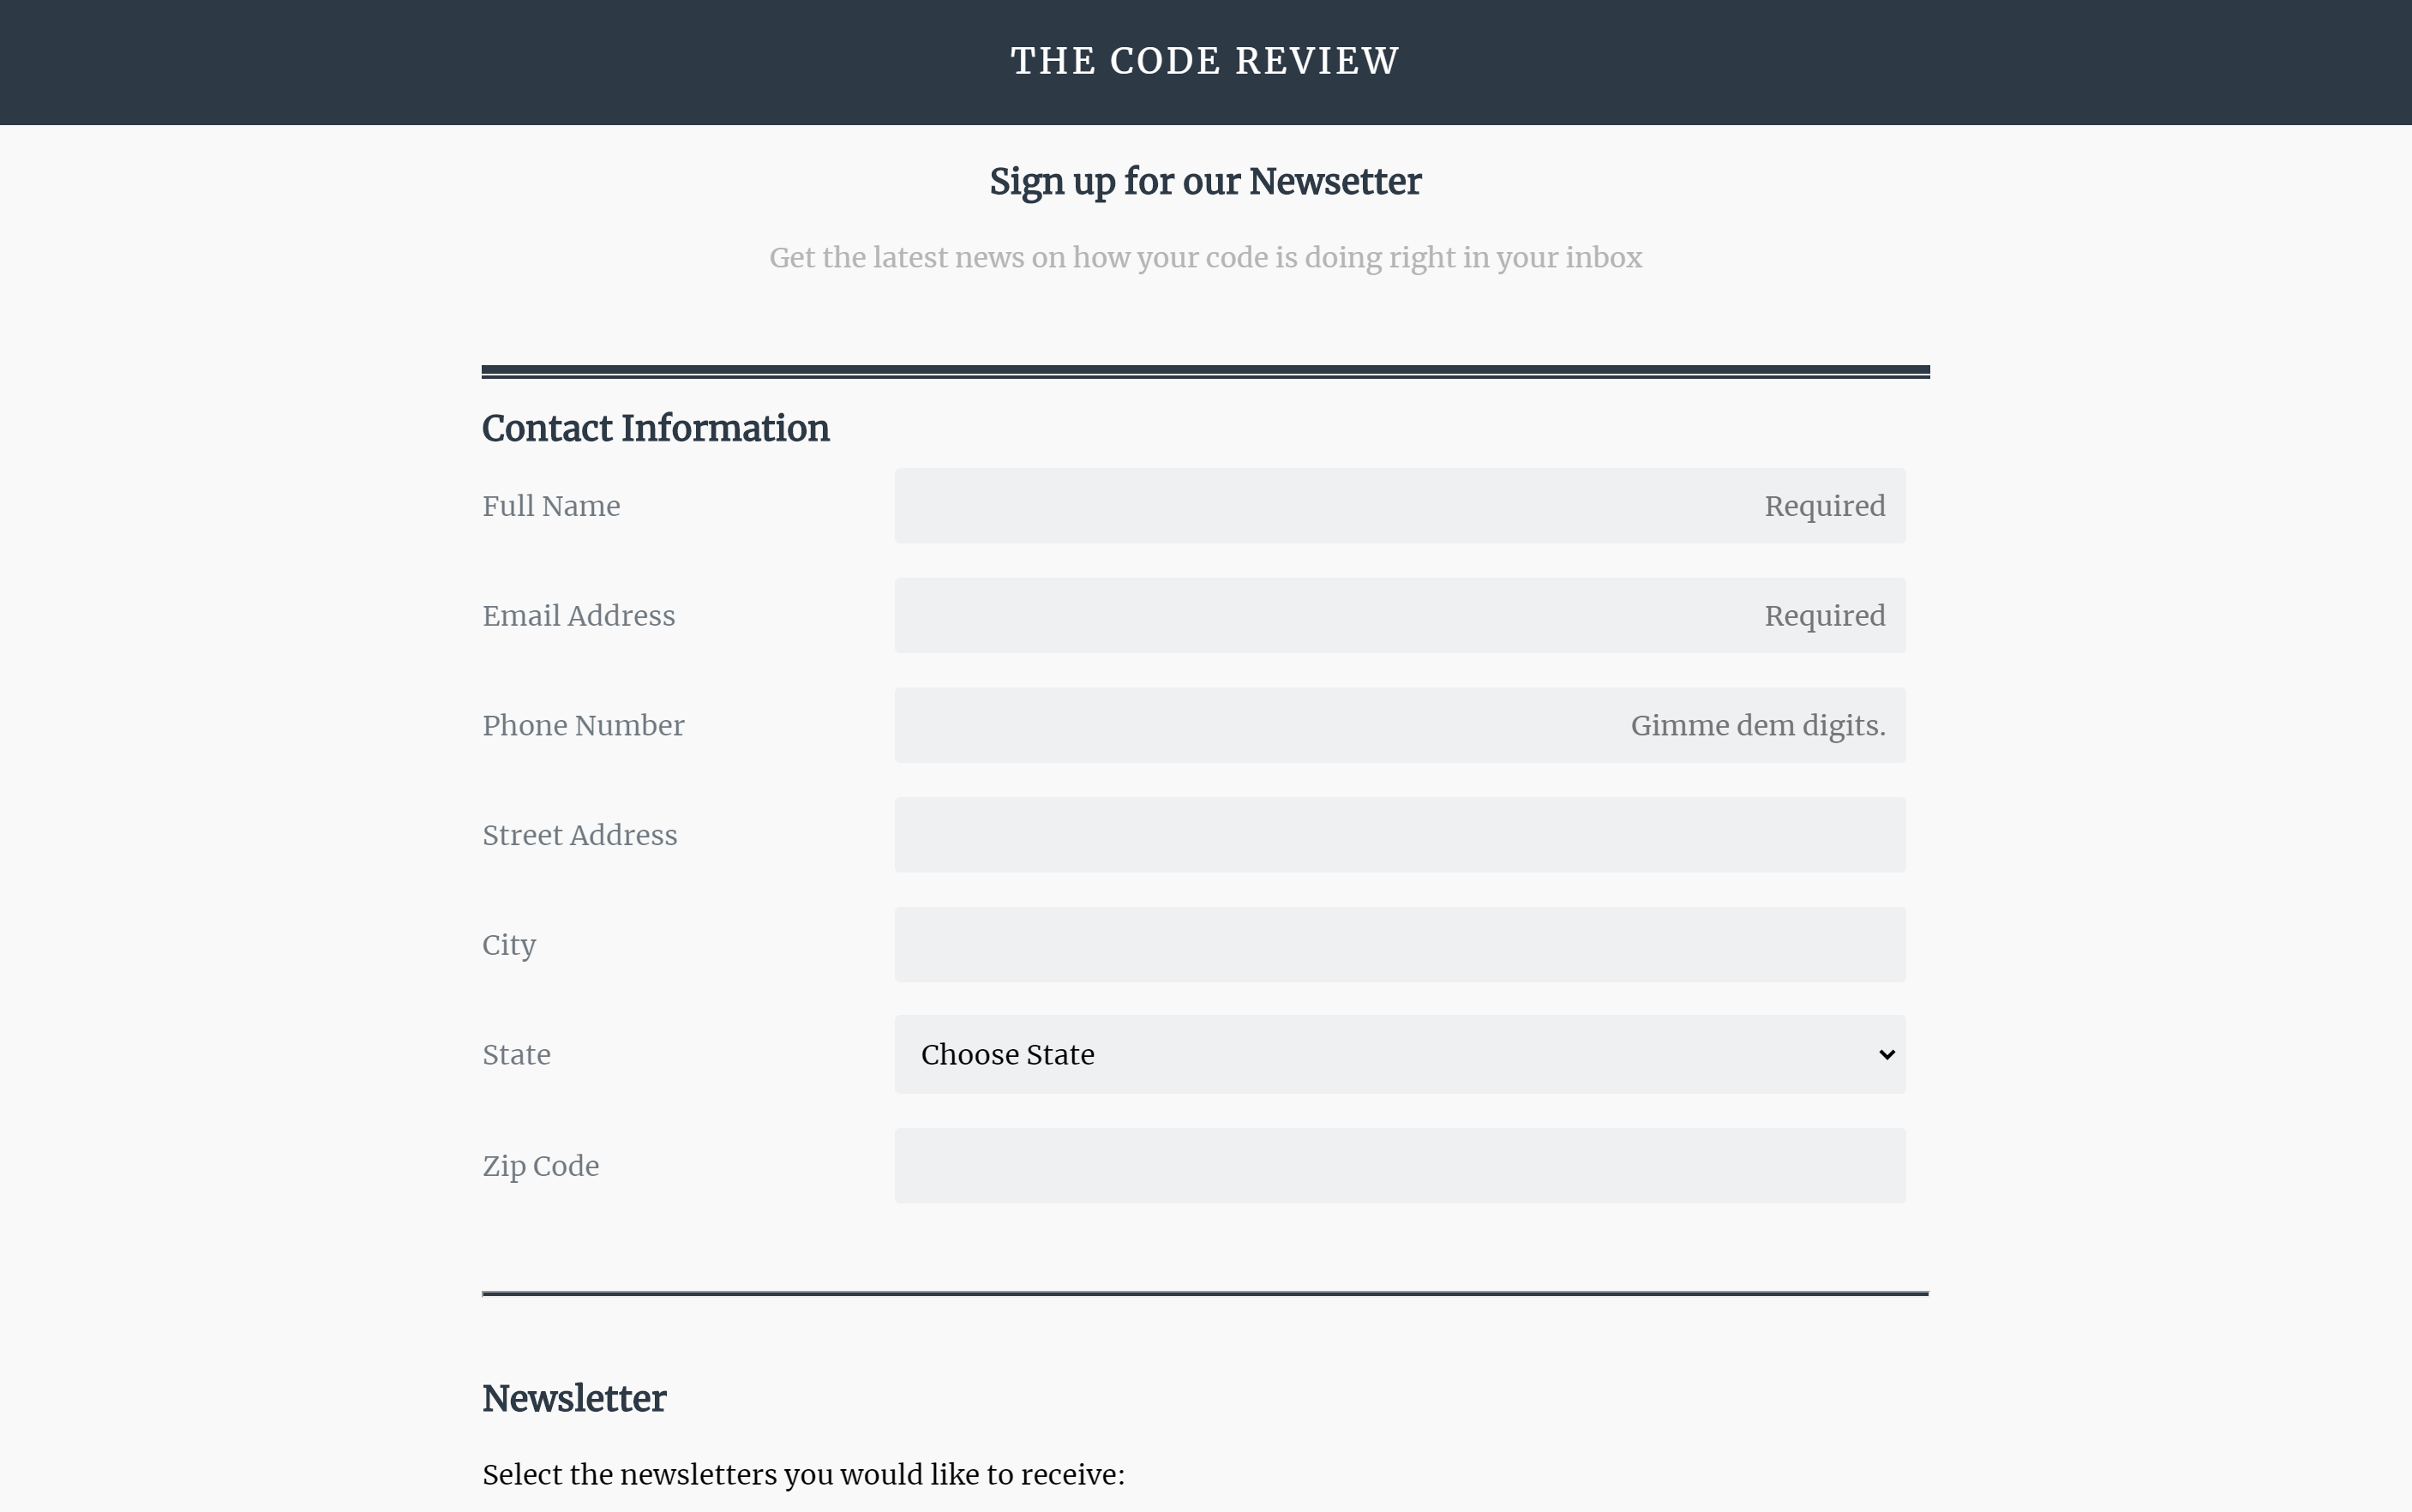 THE CODE REVIEW
Sign up for our Newsetter
Get the latest news on how your code is doing right in your inbox
Contact Information
Full Name Required
Email Address Required
Phone Number Gimme dem digits.
Street Address
City
State Choose State
Zip Code
Newsletter
Select the newsletters you would like to receive: